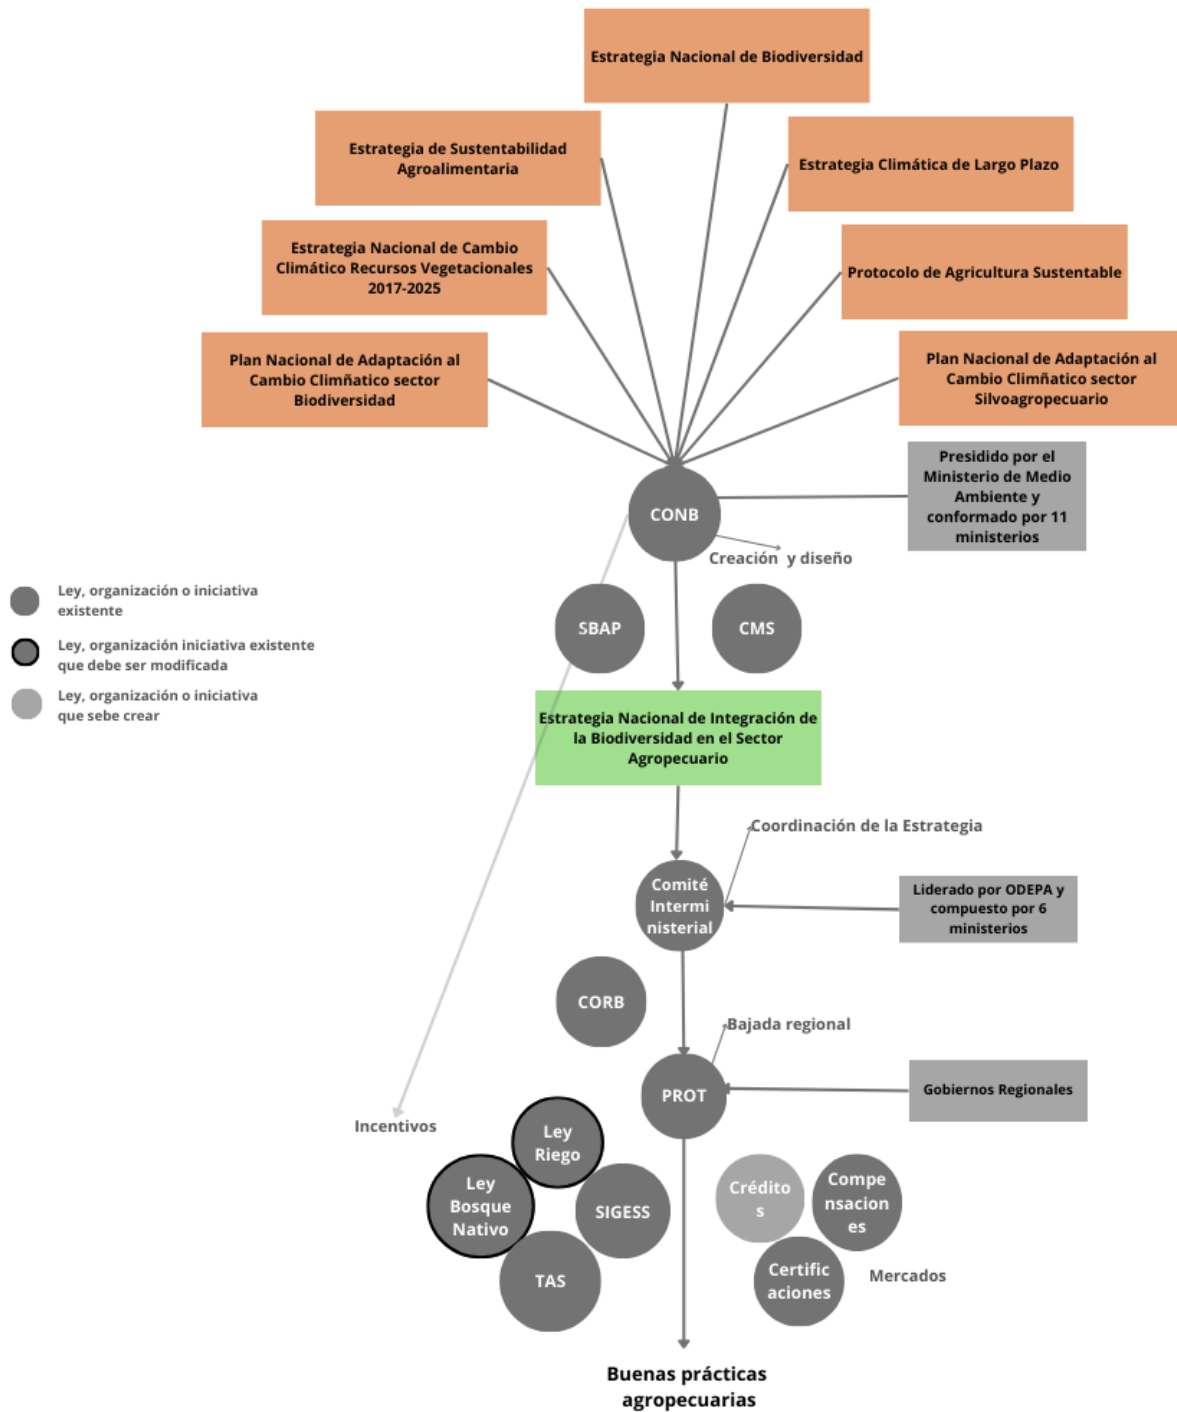 Estrategia Nacional de Biodiversidad
Estrategia de Sustentabilidad
Agroalimentaria
Estrategia Climática de Largo Plazo
Estrategia Nacional de Cambio
Climático Recursos Vegetacionales
2017-2025
Protocolo de Agricultura Sustentable
Plan Nacional de Adaptación al
Cambio Climñatico sector
Biodiversidad
Plan Nacional de Adaptación al
Cambio Climñatico sector
Silvoagropecuario
Presidido por el
Ministerio de Medio
Ambiente y
conformado por 11
ministerios
CONB
Creación y diseño
Ley, organización o iniciativa
existente
Ley, organización iniciativa existente
que debe ser modificada
Ley, organización o iniciativa
que sebe crear
SBAP
CMS
Estrategia Nacional de Integración de
la Biodiversidad en el Sector
Agropecuario
Coordinación de la Estrategia
Comité
Intermi
nisterial
Liderado por ODEPA y
compuesto por 6
ministerios
CORB
Bajada regional
PROT
Gobiernos Regionales
Incentivos
Ley
Riego
Ley
Bosque
Nativo
SIGESS
TAS
Crédito
s
Compe
nsacion
es
Certific
aciones
Mercados
Buenas prácticas
agropecuarias